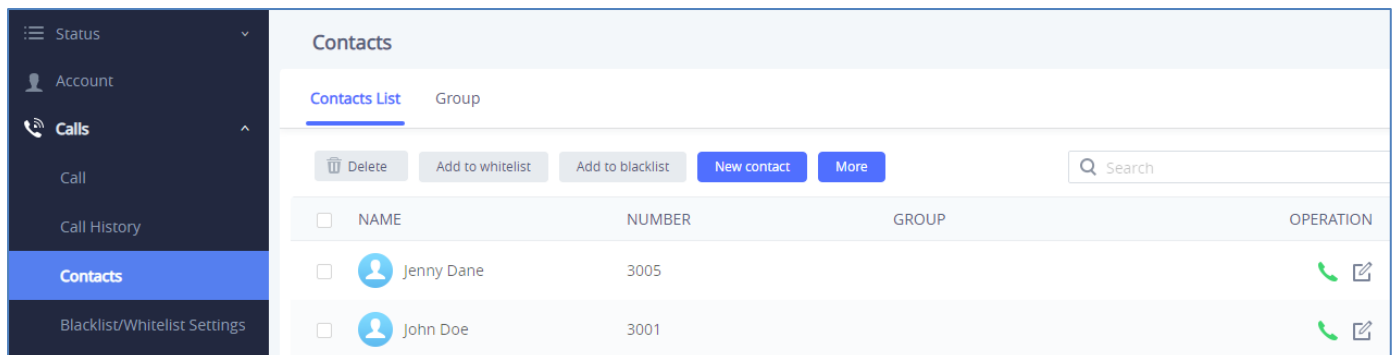 Status
Account
Calls
Call
Call History
Contacts
Blacklist/Whitelist Settings
Contacts
Contacts List Group
Delete Add to whitelist Add to blacklist New contact More Search
NAME NUMBER GROUP OPERATION
Jenny Dane 3005
John Doe 3001